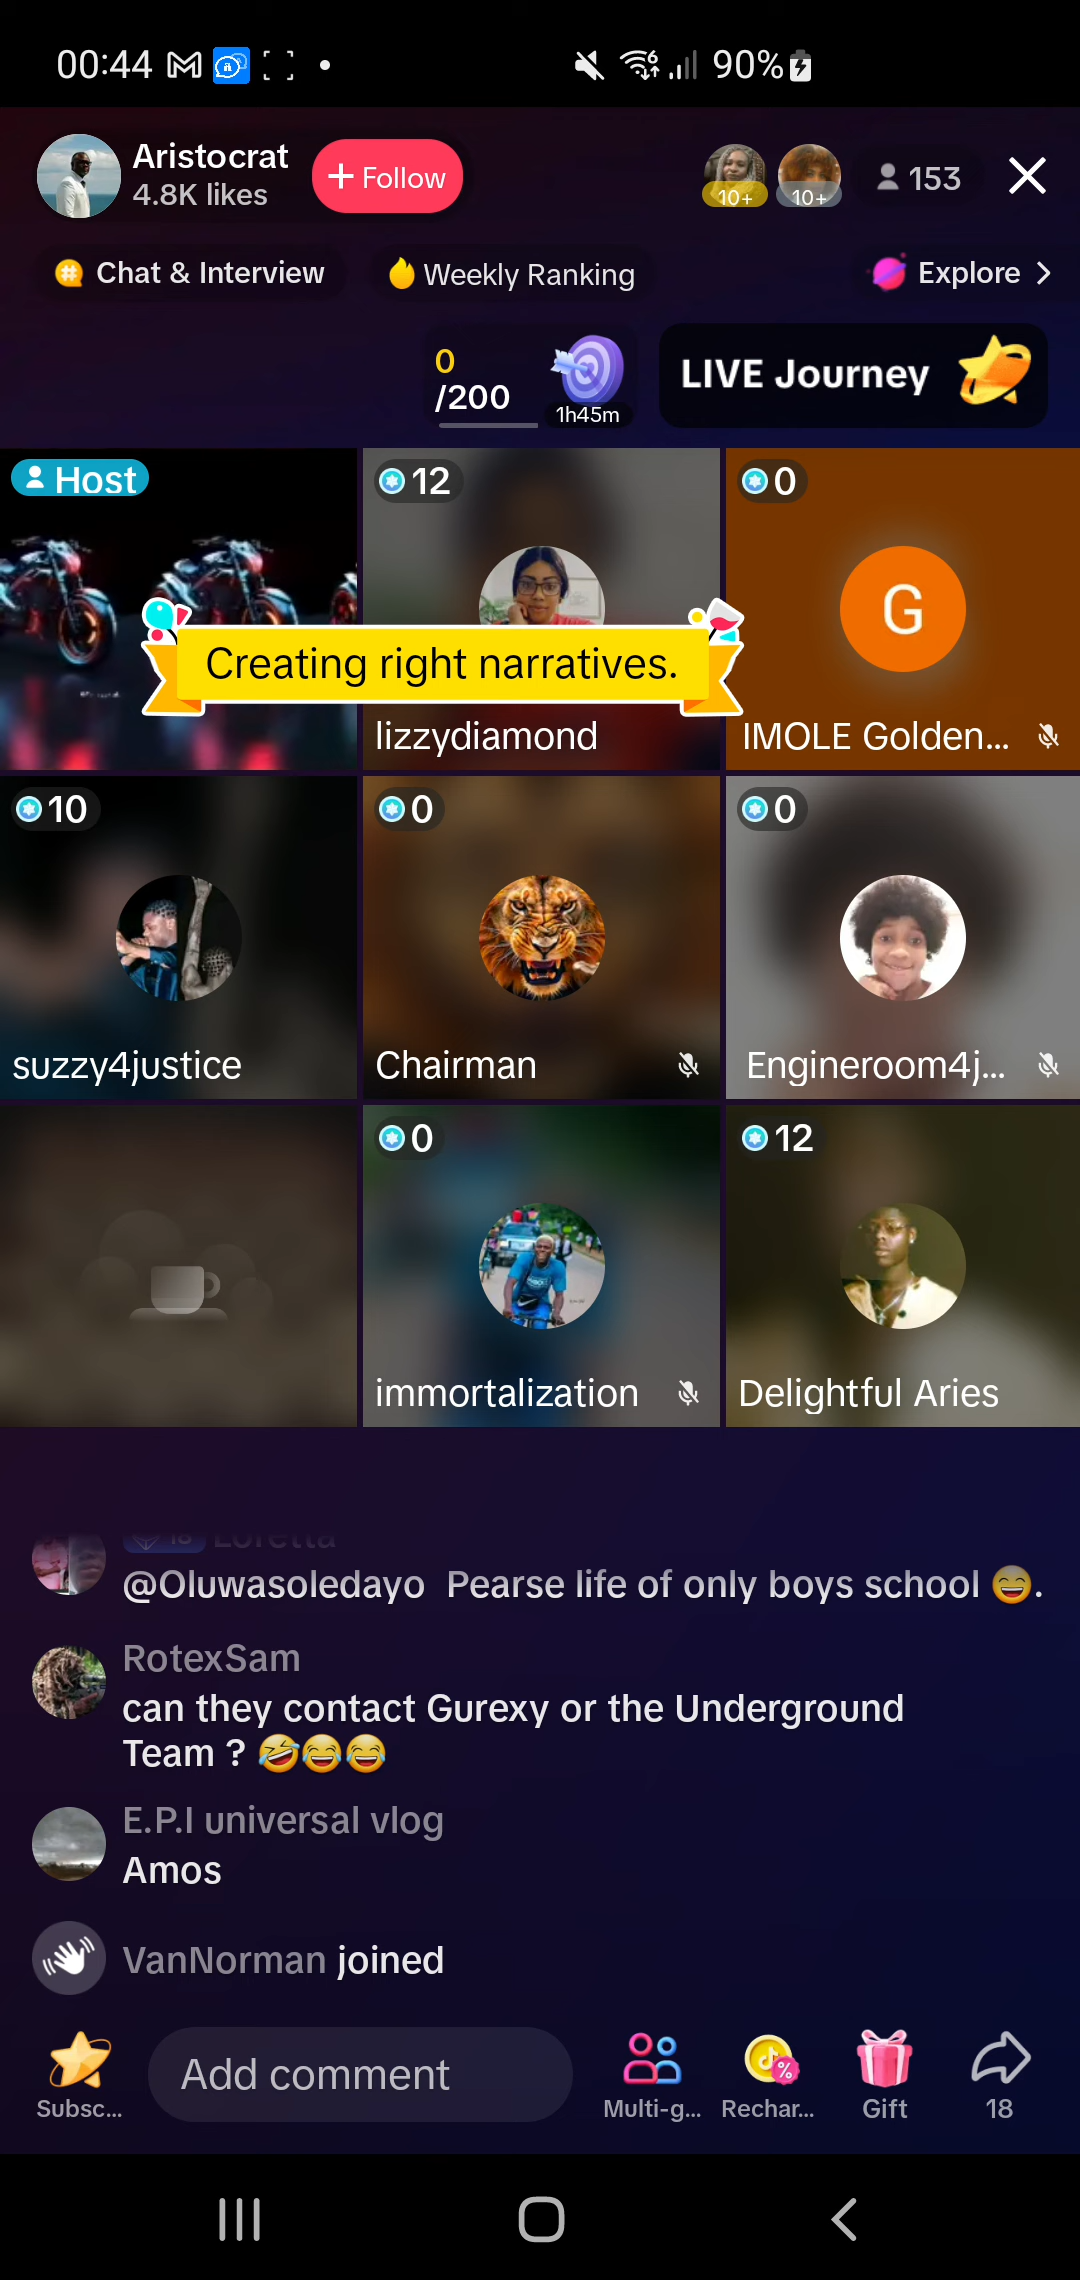 00:44
90%
Aristocrat
4.8K likes
+ Follow
10+
10+
153
Chat & Interview
Weekly Ranking
Explore
0
/200
1h45m
LIVE Journey
Host
12
0
G
Creating right narratives.
lizzydiamond
IMOLE Golden...
10
0
0
suzzy4justice
Chairman
Engineroom4j...
0
12
immortalization
Delightful Aries
18 Loretta
@Oluwasoledayo Pearse life of only boys school 😅.
RotexSam
can they contact Gurexy or the Underground
Team ? 🤣😂😂
E.P.I universal vlog
Amos
VanNorman joined
Add comment
Subsc...
Multi-g...
Rechar...
Gift
18